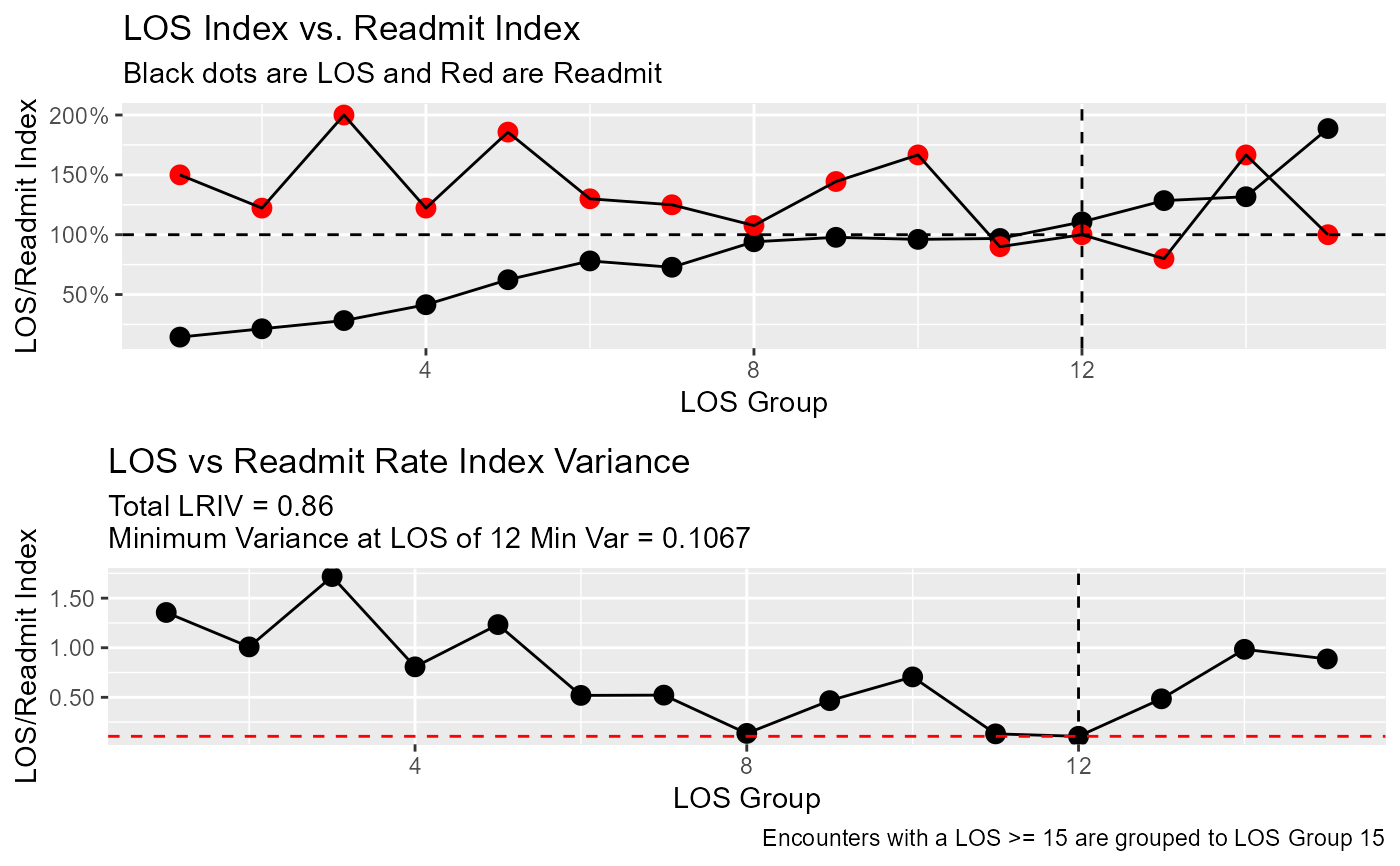 LOS Index vs. Readmit Index
Black dots are LOS and Red are Readmit
LOS/Readmit Index
200%
150%
100%
50%
4
8
12
LOS Group
LOS vs Readmit Rate Index Variance
Total LRIV = 0.86
Minimum Variance at LOS of 12 Min Var = 0.1067
LOS/Readmit Index
1.50
1.00
0.50
4
8
12
LOS Group
Encounters with a LOS >= 15 are grouped to LOS Group 15